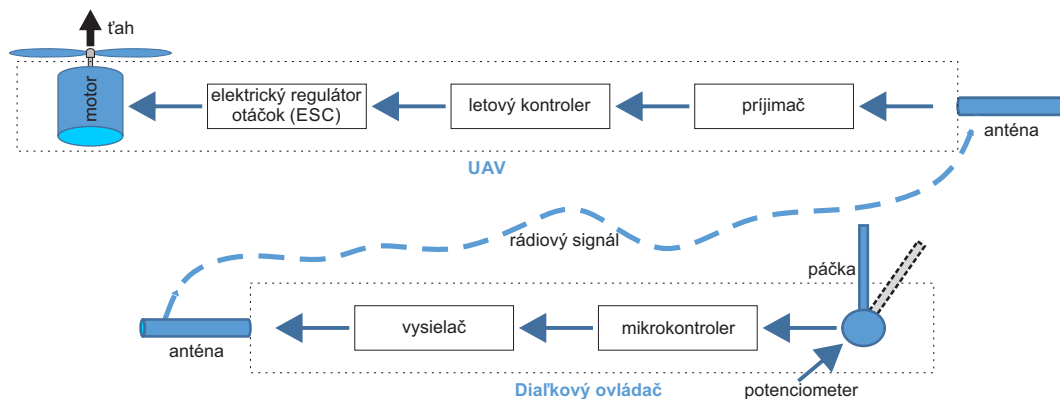 ťah
motor
elektrický regulátor
otáčok (ESC)
letový kontroler
príjimač
anténa
UAV
rádiový signál
páčka
anténa
vysielač
mikrokontroler
potenciometer
Diaľkový ovládač